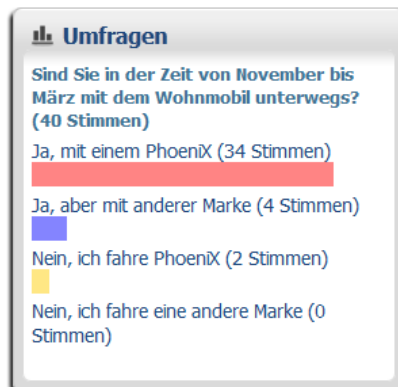 Umfragen
Sind Sie in der Zeit von November bis
März mit dem Wohnmobil unterwegs?
(40 Stimmen)
Ja, mit einem PhoeniX (34 Stimmen)
Ja, aber mit anderer Marke (4 Stimmen)
Nein, ich fahre PhoeniX (2 Stimmen)
Nein, ich fahre eine andere Marke (0
Stimmen)